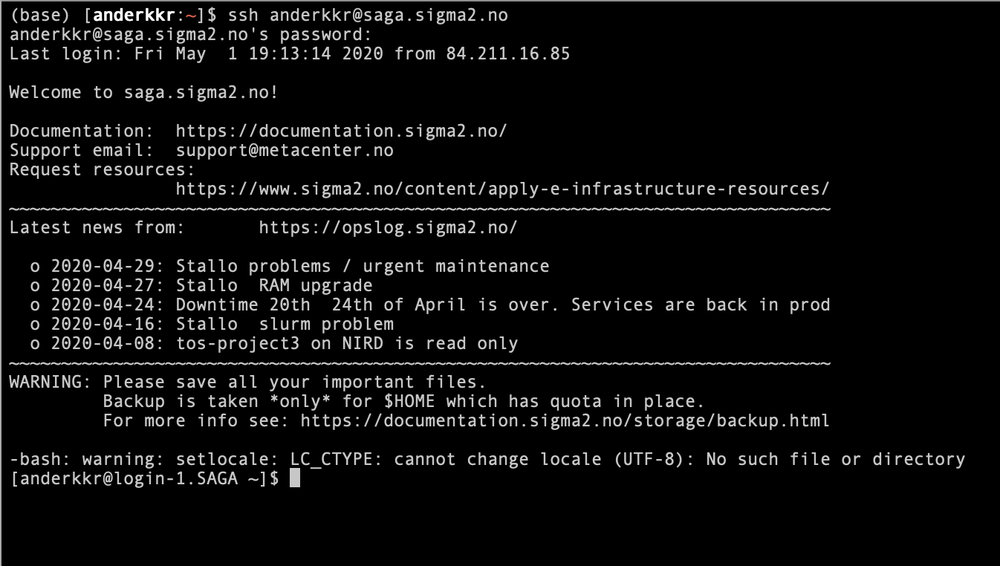 (base) [anderkkr:~]$ ssh anderkkr@saga.sigma2.no
anderkkr@saga.sigma2.no's password:
Last login: Fri May  1 19:13:14 2020 from 84.211.16.85
Welcome to saga.sigma2.no!
Documentation:  https://documentation.sigma2.no/
Support email:  support@metacenter.no
Request resources:
                https://www.sigma2.no/content/apply-e-infrastructure-resources/
~~~~~~~~~~~~~~~~~~~~~~~~~~~~~~~~~~~~~~~~~~~~~~~~~~~~~~~~~~~~~~~~~~~~~~~~~~~~~~~
Latest news from:       https://opslog.sigma2.no/
  o 2020-04-29: Stallo problems / urgent maintenance
  o 2020-04-27: Stallo  RAM upgrade
  o 2020-04-24: Downtime 20th  24th of April is over. Services are back in prod
  o 2020-04-16: Stallo  slurm problem
  o 2020-04-08: tos-project3 on NIRD is read only
~~~~~~~~~~~~~~~~~~~~~~~~~~~~~~~~~~~~~~~~~~~~~~~~~~~~~~~~~~~~~~~~~~~~~~~~~~~~~~~
WARNING: Please save all your important files.
         Backup is taken *only* for $HOME which has quota in place.
         For more info see: https://documentation.sigma2.no/storage/backup.html
-bash: warning: setlocale: LC_CTYPE: cannot change locale (UTF-8): No such file or directory
[anderkkr@login-1.SAGA ~]$